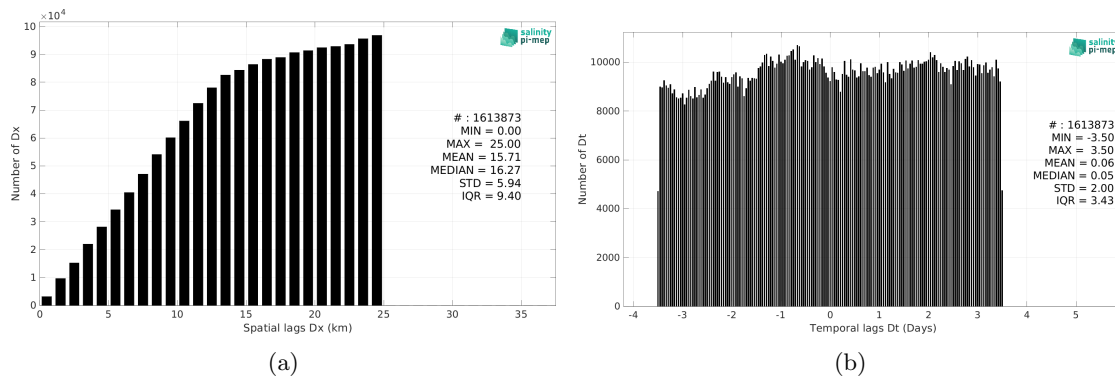 ×10⁴
10
9
8
7
6
5
4
3
2
1
0
Number of Dx
0 5 10 15 20 25 30 35
Spatial lags Dx (km)
salinity
pi-mep
# : 1613873
MIN = 0.00
MAX = 25.00
MEAN = 15.71
MEDIAN = 16.27
STD = 5.94
IQR = 9.40
(a)
10000
8000
6000
4000
2000
0
Number of Dt
-4 -3 -2 -1 0 1 2 3 4 5
Temporal lags Dt (Days)
salinity
pi-mep
# : 1613873
MIN = -3.50
MAX = 3.50
MEAN = 0.06
MEDIAN = 0.05
STD = 2.00
IQR = 3.43
(b)